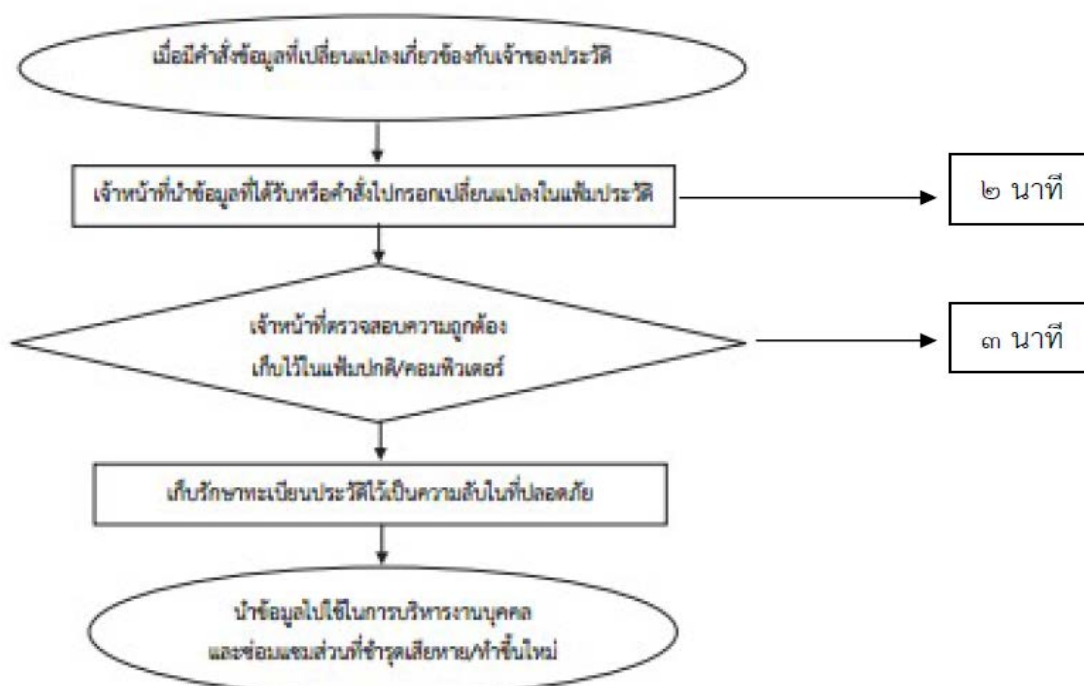 เมื่อมีคำสั่งข้อมูลที่เปลี่ยนแปลงเกี่ยวข้องกับเจ้าของประวัติ
เจ้าหน้าที่นำข้อมูลที่ได้รับหรือคำสั่งไปกรอกเปลี่ยนแปลงในแฟ้มประวัติ
๒ นาที
เจ้าหน้าที่ตรวจสอบความถูกต้อง
เก็บไว้ในแฟ้มปกติ/คอมพิวเตอร์
๓ นาที
เก็บรักษาทะเบียนประวัติไว้เป็นความลับในที่ปลอดภัย
นำข้อมูลไปใช้ในการบริหารงานบุคคล
และซ่อมแซมส่วนที่ชำรุดเสียหาย/ทำขึ้นใหม่